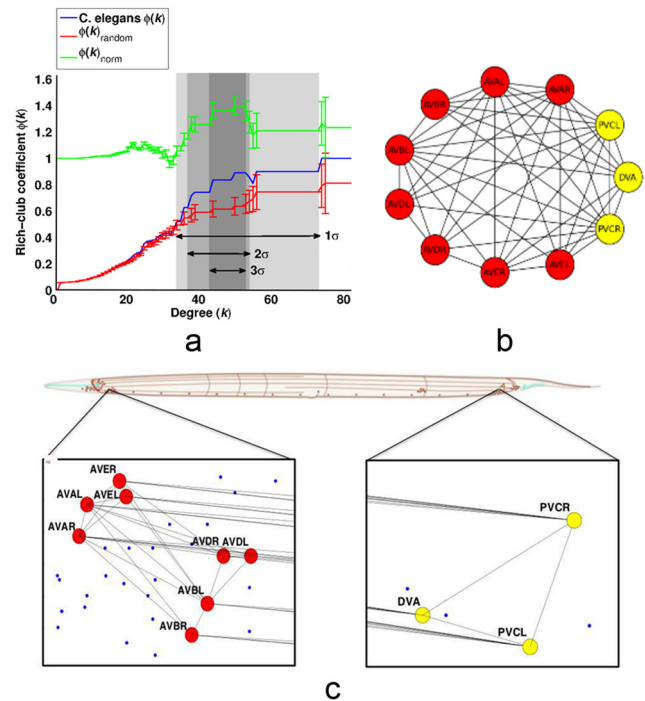 C. elegans ϕ(k)
ϕ(k)random
ϕ(k)norm
1.6
1.4
1.2
1
0.8
0.6
0.4
0.2
0
Rich−club coefficient ϕ(k)
1σ
2σ
3σ
0 20 40 60 80
Degree (k)
a
AVAL
AVAR
AVBR
PVCL
AVBL
DVA
AVDL
PVCR
AVDR
AVEL
AVER
b
AVER
AVAL AVEL
AVAR
AVDR AVDL
AVBL
AVBR
PVCR
DVA
PVCL
c